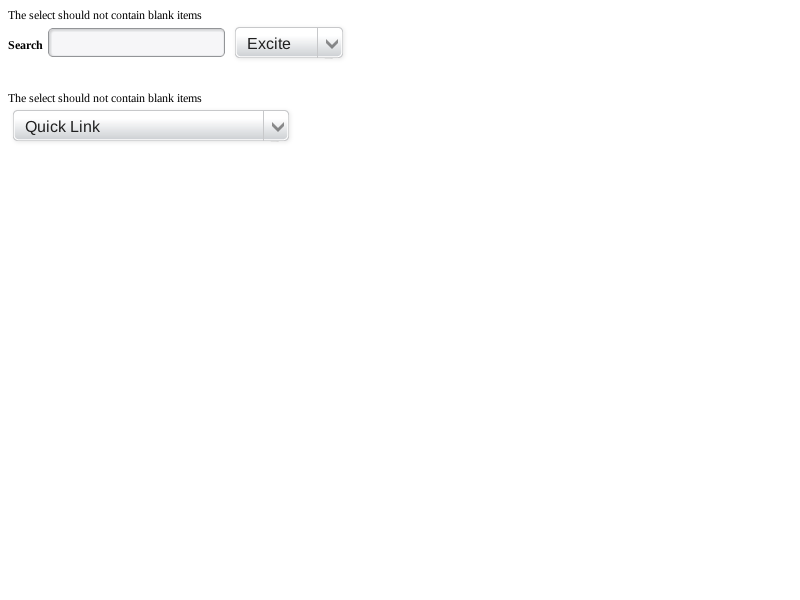 The select should not contain blank items
Search Excite
The select should not contain blank items
Quick Link